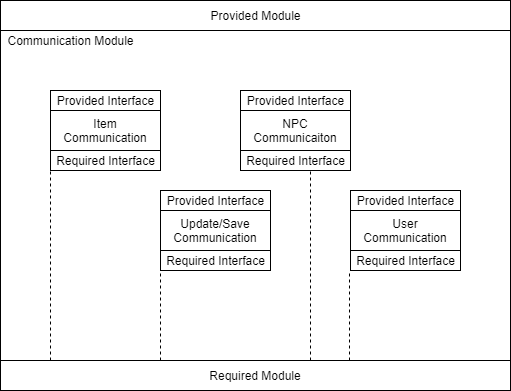 Provided Module
Communication Module
Provided Interface
Item
Communication
Required Interface
Provided Interface
NPC
Communicaiton
Required Interface
Provided Interface
Update/Save
Communication
Required Interface
Provided Interface
User
Communication
Required Interface
Required Module